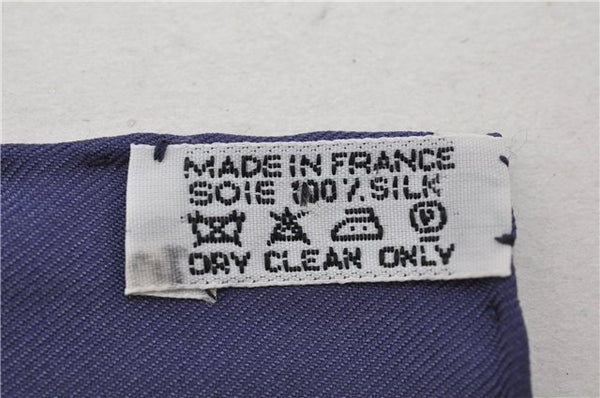 MADE IN FRANCE
SOIE 100% SILK
P
DRY CLEAN ONLY